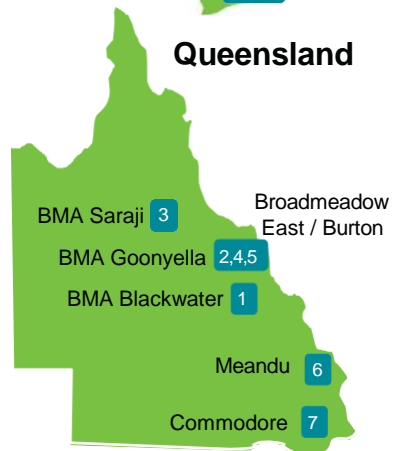 Queensland
BMA Saraji 3
Broadmeadow
East / Burton
BMA Goonyella 2,4,5
BMA Blackwater 1
Meandu 6
Commodore 7